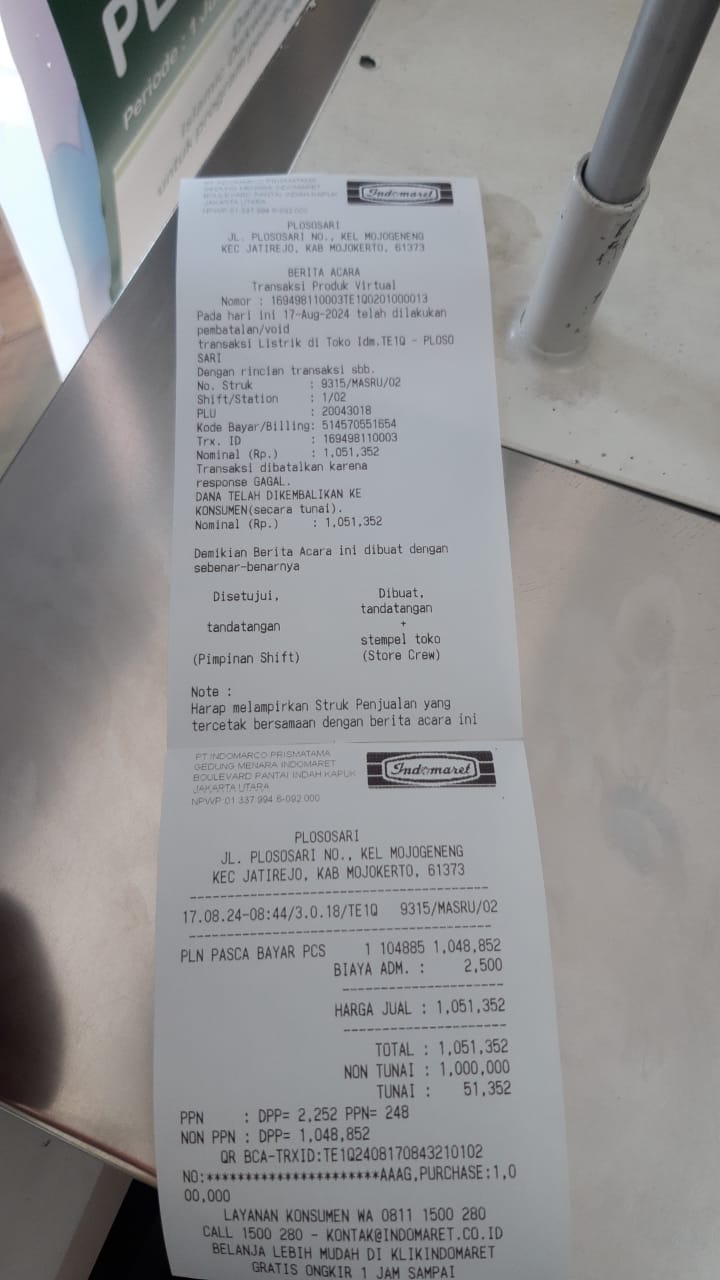 PL
Periode : 1 Ju
Islamic
untuk program
PT INDOMARCO PRISMATAMA
GEDUNG MENARA INDOMARET
BOULEVARD PANTAI INDAH KAPUK
JAKARTA UTARA
NPWP 01 337 994 6-092 000
Indomaret
PLOSOSARI
JL. PLOSOSARI NO., KEL MOJOGENENG
KEC JATIREJO, KAB MOJOKERTO, 61373
BERITA ACARA
Transaksi Produk Virtual
Nomor : 169498110003TE1Q0201000013
Pada hari ini 17-Aug-2024 telah dilakukan
pembatalan/void
transaksi Listrik di Toko Idm.TE1Q - PLOSO
SARI
Dengan rincian transaksi sbb.
No. Struk : 9315/MASRU/02
Shift/Station : 1/02
PLU : 20043018
Kode Bayar/Billing: 514570551654
Trx. ID : 169498110003
Nominal (Rp.) : 1,051,352
Transaksi dibatalkan karena
response GAGAL.
DANA TELAH DIKEMBALIKAN KE
KONSUMEN(secara tunai).
Nominal (Rp.) : 1,051,352
Demikian Berita Acara ini dibuat dengan
sebenar-benarnya
Disetujui, Dibuat,
tandatangan tandatangan
+
stempel toko
(Pimpinan Shift) (Store Crew)
Note :
Harap melampirkan Struk Penjualan yang
tercetak bersamaan dengan berita acara ini
PT INDOMARCO PRISMATAMA
GEDUNG MENARA INDOMARET
BOULEVARD PANTAI INDAH KAPUK
JAKARTA UTARA
NPWP 01 337 994 6-092 000
Indomaret
PLOSOSARI
JL. PLOSOSARI NO., KEL MOJOGENENG
KEC JATIREJO, KAB MOJOKERTO, 61373
17.08.24-08:44/3.0.18/TE1Q 9315/MASRU/02
PLN PASCA BAYAR PCS 1 104885 1,048,852
BIAYA ADM. : 2,500
HARGA JUAL : 1,051,352
TOTAL : 1,051,352
NON TUNAI : 1,000,000
TUNAI : 51,352
PPN : DPP= 2,252 PPN= 248
NON PPN : DPP= 1,048,852
QR BCA-TRXID:TE1Q2408170843210102
NO:**********************AAAG,PURCHASE:1,0
00,000
LAYANAN KONSUMEN WA 0811 1500 280
CALL 1500 280 - KONTAK@INDOMARET.CO.ID
BELANJA LEBIH MUDAH DI KLIKINDOMARET
GRATIS ONGKIR 1 JAM SAMPAI